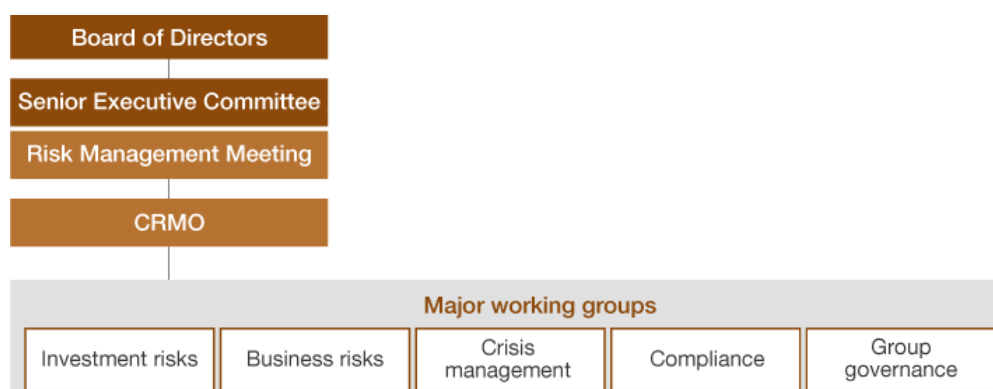 Board of Directors
Senior Executive Committee
Risk Management Meeting
CRMO
Major working groups
Investment risks
Business risks
Crisis
management
Compliance
Group
governance